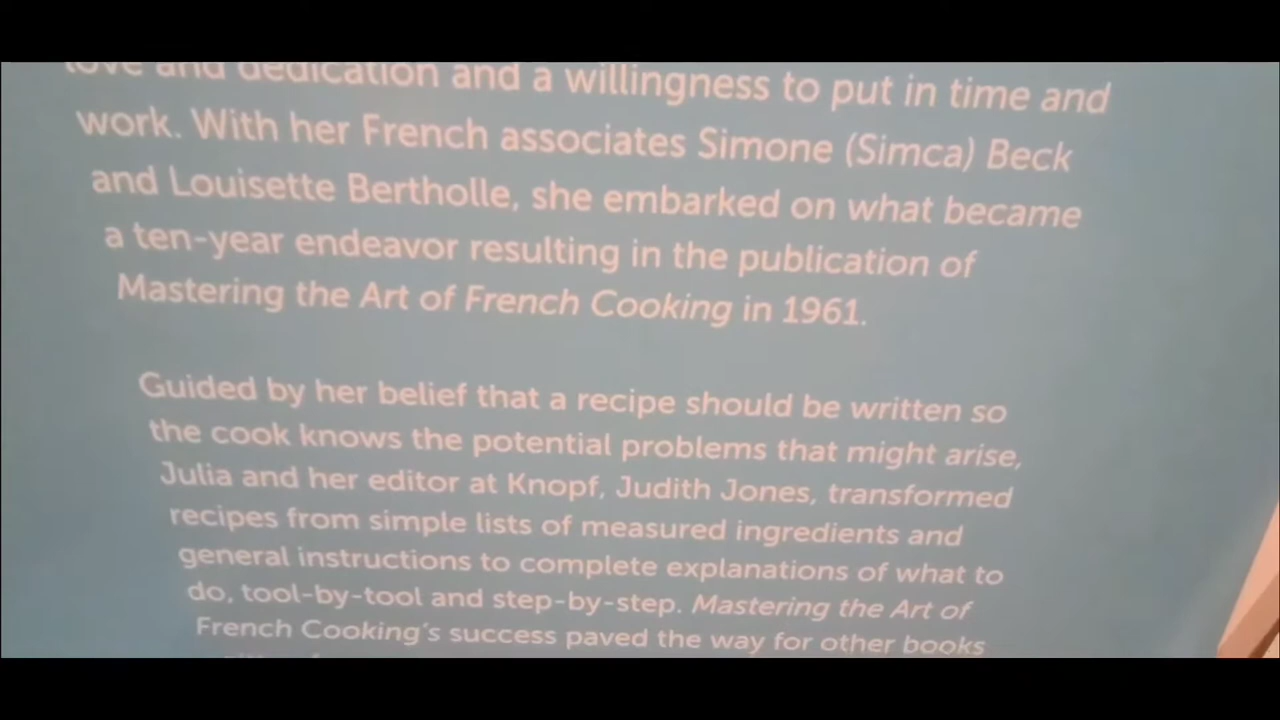 love and dedication and a willingness to put in time and
work. With her French associates Simone (Simca) Beck
and Louisette Bertholle, she embarked on what became
a ten-year endeavor resulting in the publication of
Mastering the Art of French Cooking in 1961.
Guided by her belief that a recipe should be written so
the cook knows the potential problems that might arise,
Julia and her editor at Knopf, Judith Jones, transformed
recipes from simple lists of measured ingredients and
general instructions to complete explanations of what to
do, tool-by-tool and step-by-step. Mastering the Art of
French Cooking's success paved the way for other books